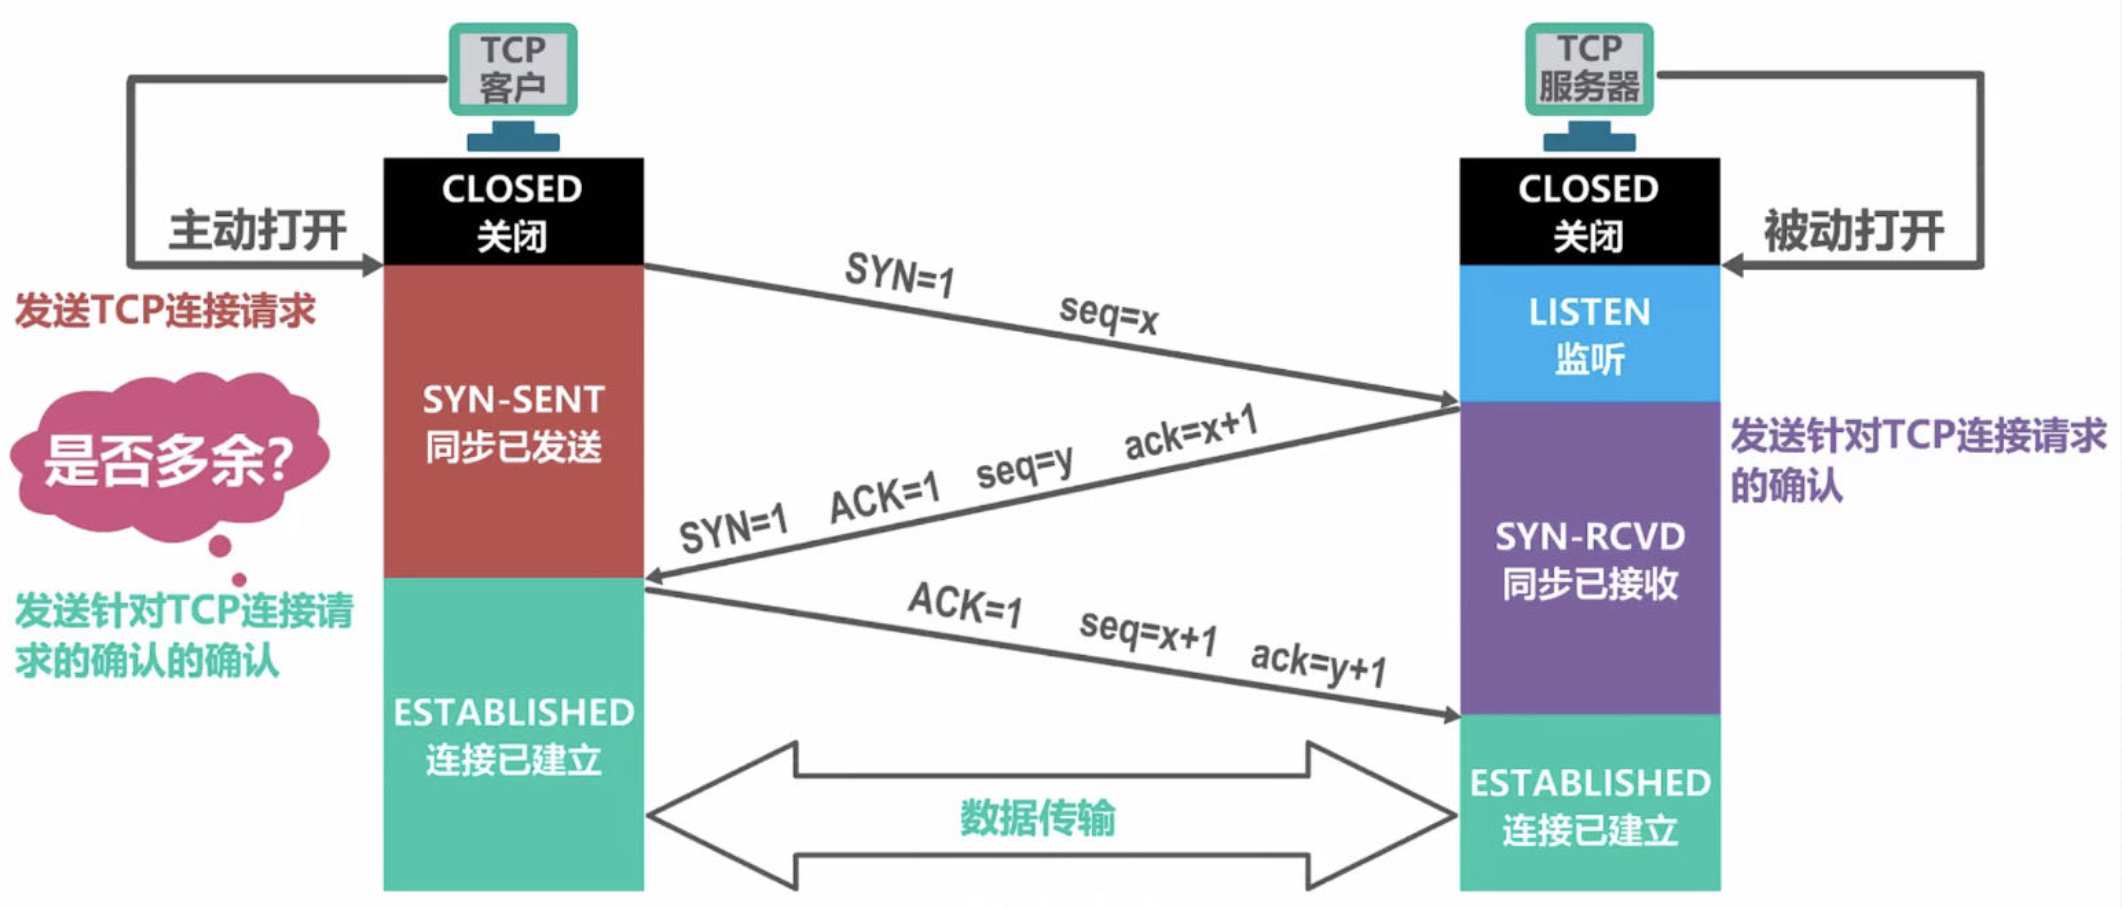 TCP
客户
TCP
服务器
CLOSED
关闭
CLOSED
关闭
主动打开
被动打开
SYN=1 seq=x
发送TCP连接请求
LISTEN
监听
SYN-SENT
同步已发送
是否多余?
SYN=1 ACK=1 seq=y ack=x+1
发送针对TCP连接请求
的确认
SYN-RCVD
同步已接收
发送针对TCP连接请
求的确认的确认
ACK=1 seq=x+1 ack=y+1
ESTABLISHED
连接已建立
数据传输
ESTABLISHED
连接已建立